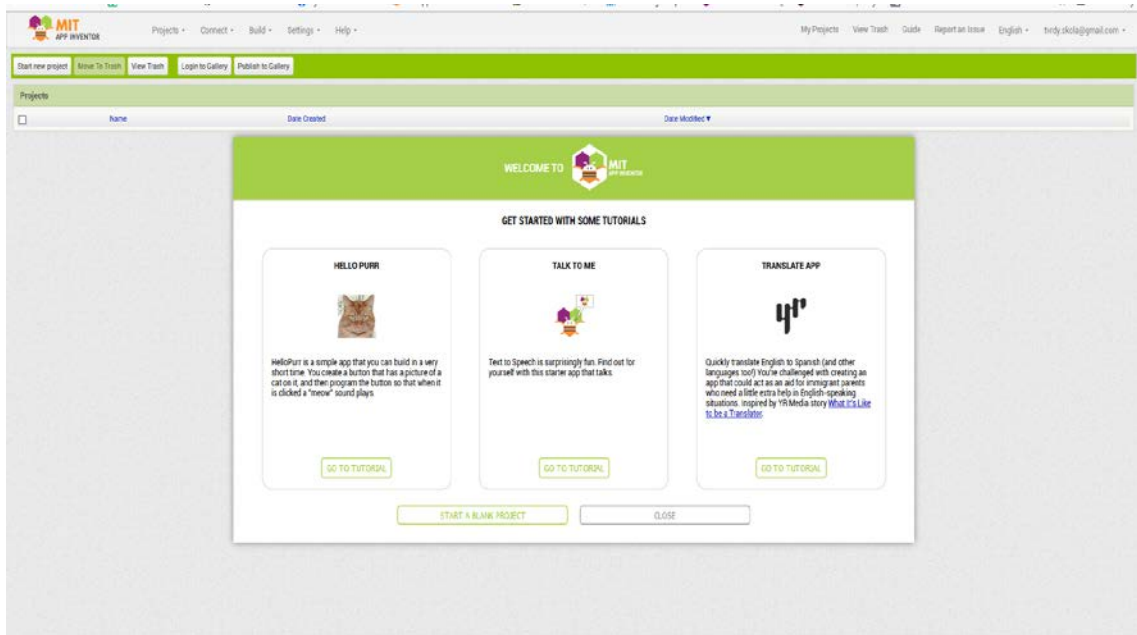 MIT
APP INVENTOR
Projects Connect Build Settings Help
My Projects View Trash Guide Report an Issue English
Start new project Move To Trash View Trash Login to Gallery Publish to Gallery
Projects
Name Date Created Date Modified
WELCOME TO MIT
APP INVENTOR
GET STARTED WITH SOME TUTORIALS
HELLO PURR
HelloPurr is a simple app that you can build in a very
short time. You create a button that has a picture of a
cat on it, and then program the button so that when it
is clicked a "meow" sound plays.
GO TO TUTORIAL
TALK TO ME
Text to Speech is surprisingly fun. Find out for
yourself with this starter app that talks.
GO TO TUTORIAL
TRANSLATE APP
yr
Quickly translate English to Spanish (and other
languages too!) You're challenged with creating an
app that could act as an aid for immigrant parents
who need a little extra help in English-speaking
situations. Inspired by YR Media story What It's Like
to be a Translator.
GO TO TUTORIAL
START A BLANK PROJECT CLOSE